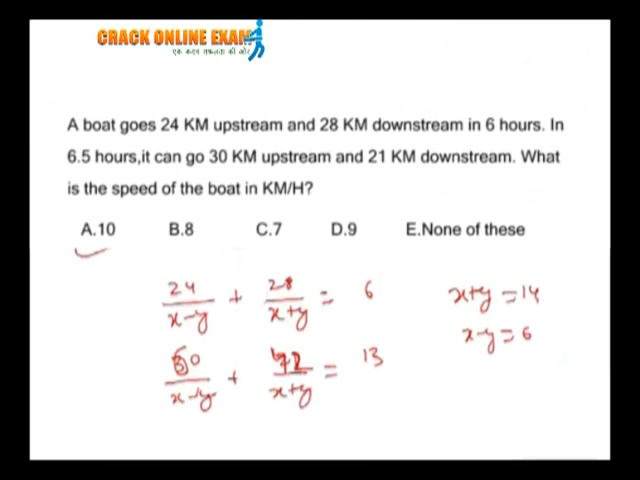 CRACK ONLINE EXAM
एक कदम सफलता की ओर
A boat goes 24 KM upstream and 28 KM downstream in 6 hours. In
6.5 hours,it can go 30 KM upstream and 21 KM downstream. What
is the speed of the boat in KM/H?
A.10 B.8 C.7 D.9 E.None of these
24/x-y + 28/x+y = 6
x+y = 14
x-y = 6
60/x-y + 42/x+y = 13